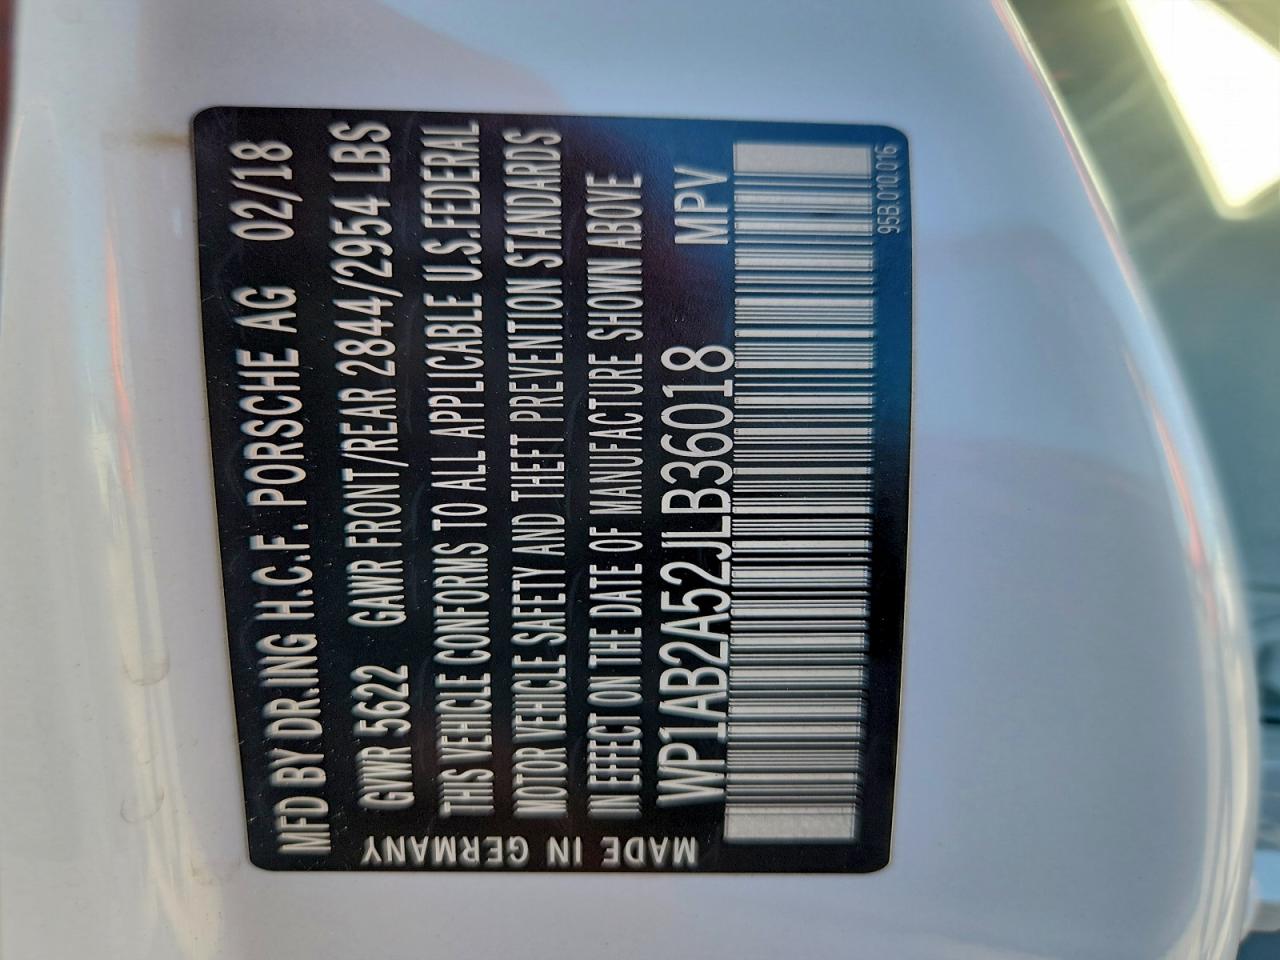 MFD BY DR.ING H.C.F. PORSCHE AG 02/18
GVWR 5622 GAWR FRONT/REAR 2844/2954 LBS
THIS VEHICLE CONFORMS TO ALL APPLICABLE U.S.FEDERAL
MOTOR VEHICLE SAFETY AND THEFT PREVENTION STANDARDS
IN EFFECT ON THE DATE OF MANUFACTURE SHOWN ABOVE
WP1AB2A52JLB36018 MPV
95B.010.016
MADE IN GERMANY